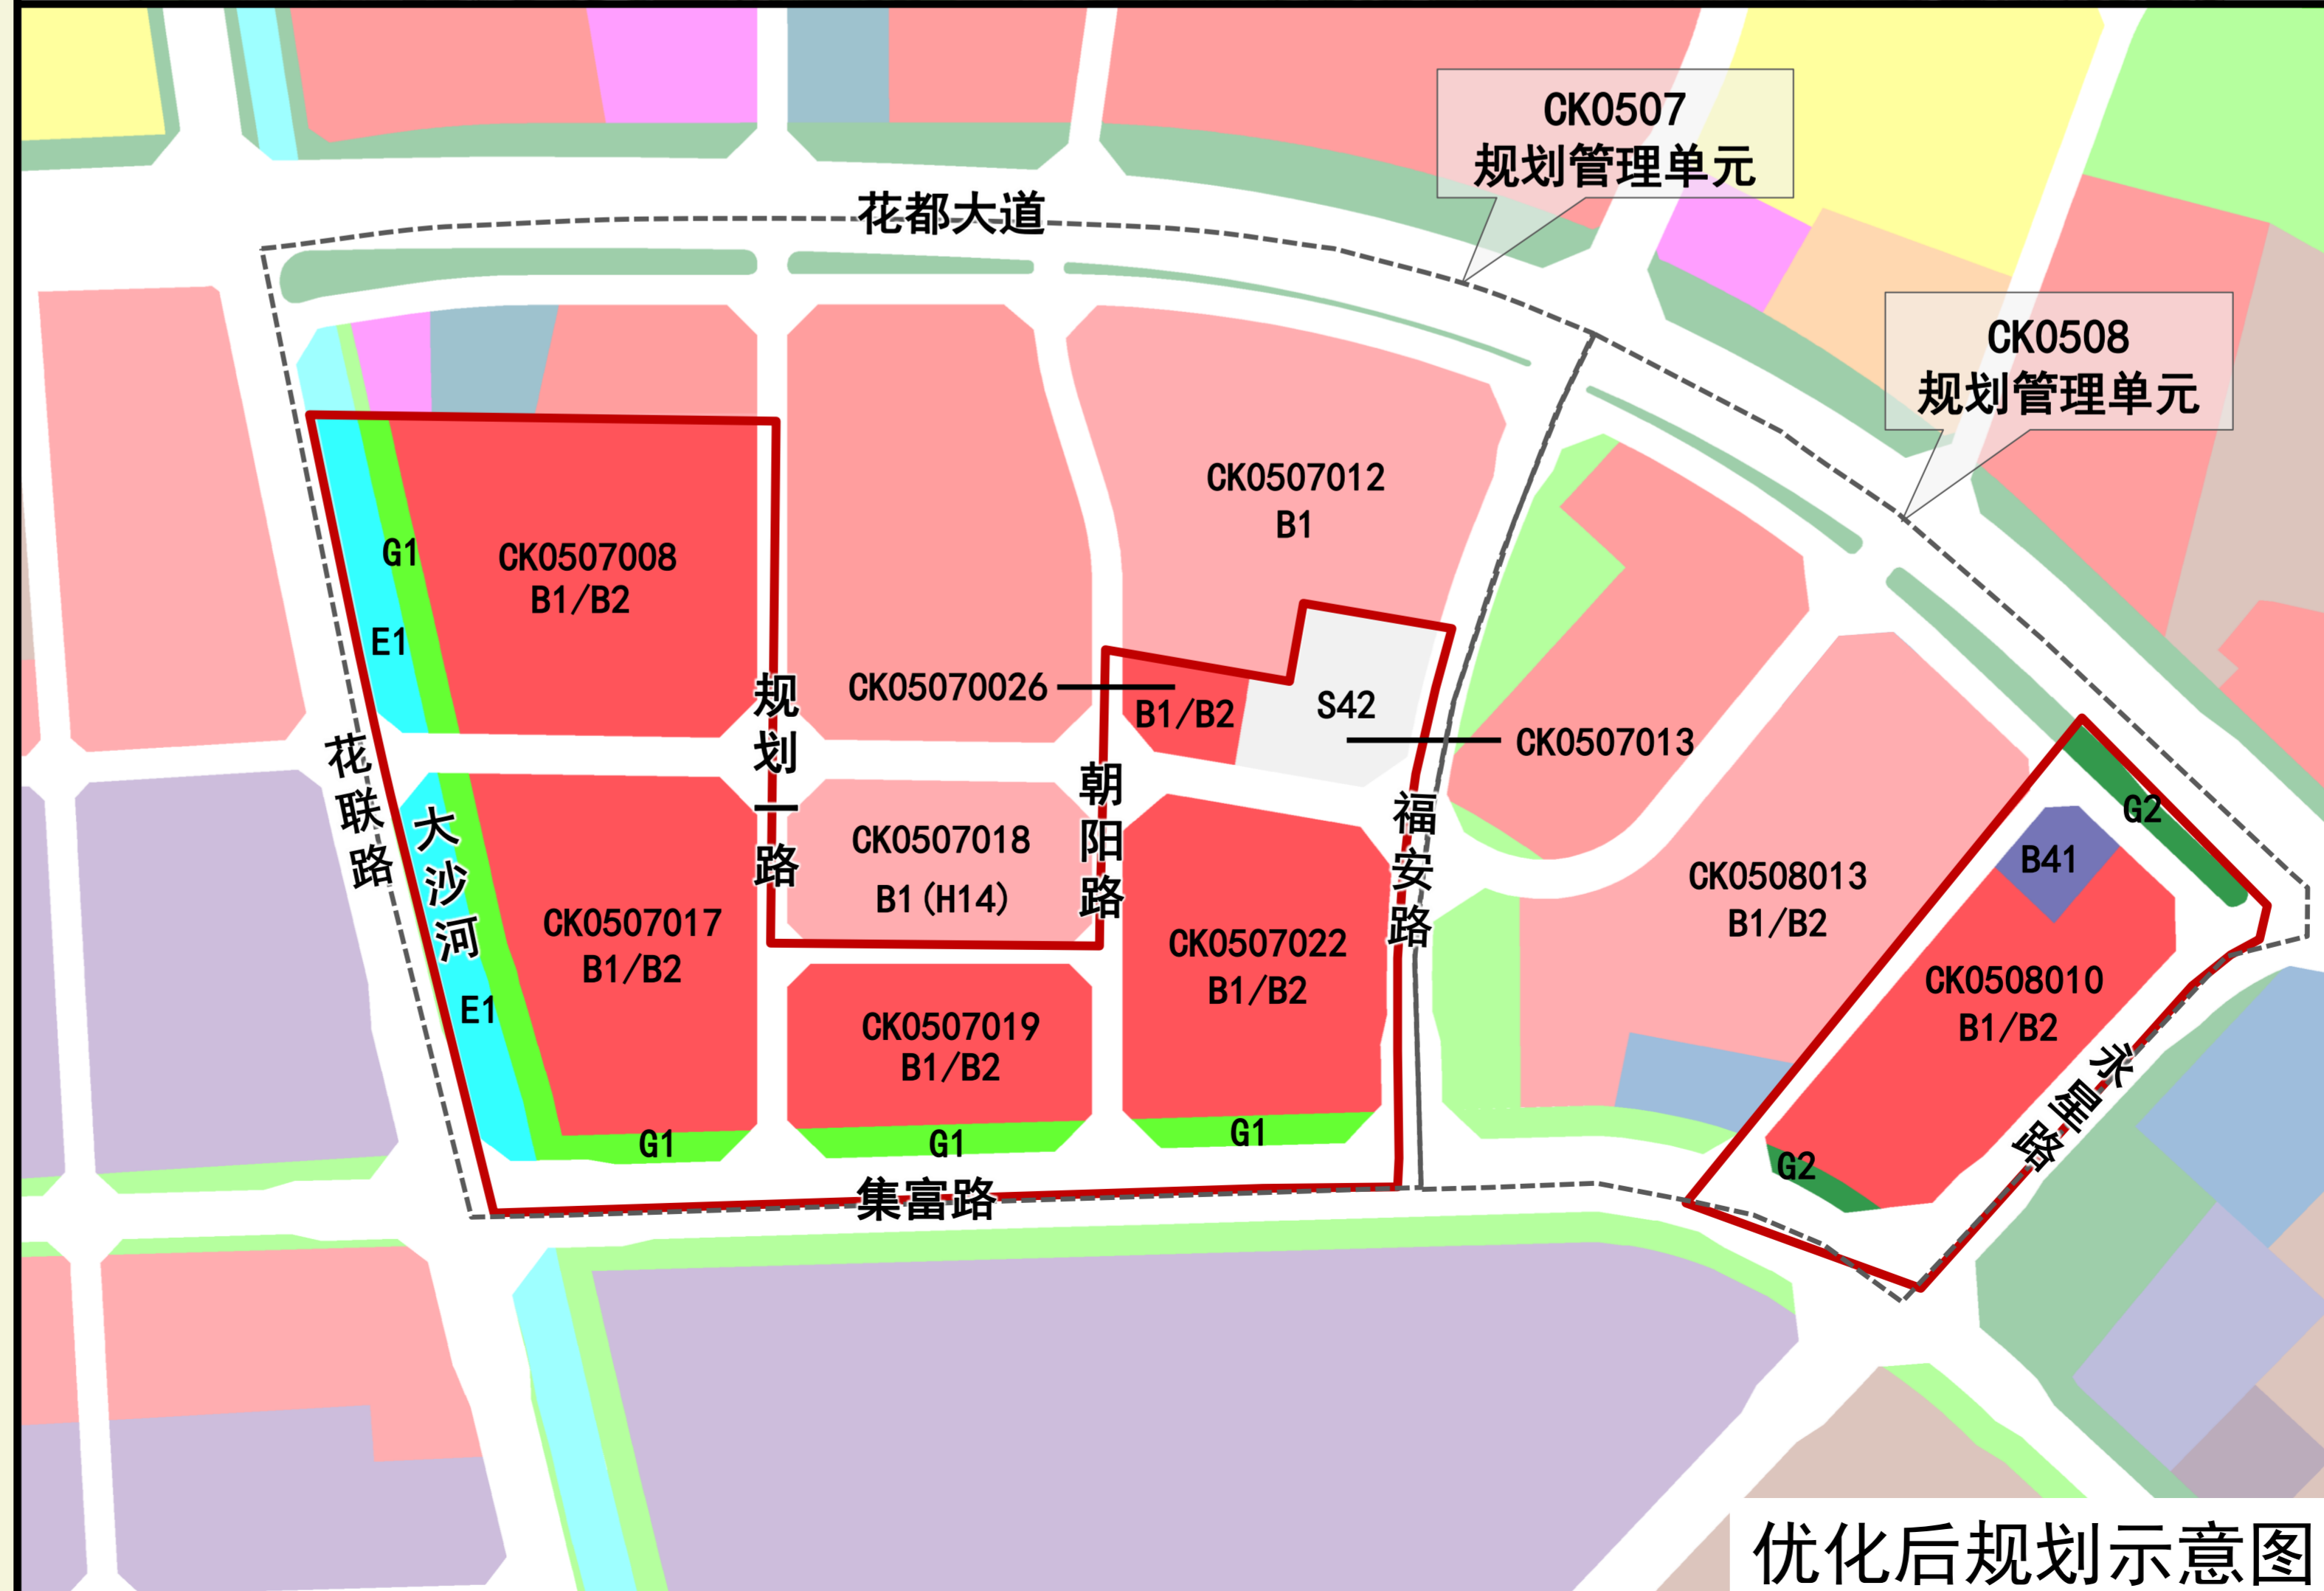 CK0507
规划管理单元
花都大道
CK0508
规划管理单元
CK0507012
B1
G1
CK0507008
B1/B2
E1
CK05070026
B1/B2
S42
CK0507013
规划一路
花联路
朝阳路
福安路
大沙河
CK0507018
B1(H14)
G2
B41
CK0508013
B1/B2
CK0507017
B1/B2
CK0507022
B1/B2
CK0508010
B1/B2
E1
CK0507019
B1/B2
永星路
G1
G1
G1
G2
集富路
优化后规划示意图